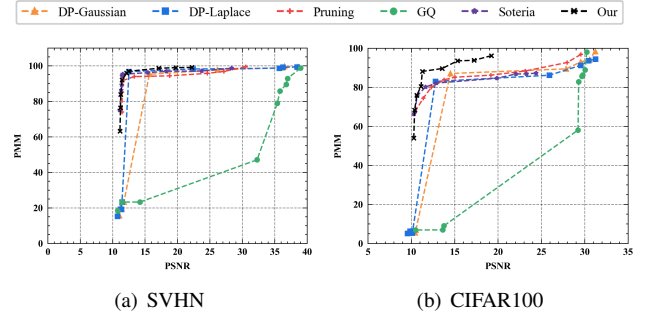 DP-Gaussian DP-Laplace Pruning GQ Soteria Our
100
80
60
40
20
0
PMM
0 5 10 15 20 25 30 35 40
PSNR
(a) SVHN
100
80
60
40
20
0
PMM
5 10 15 20 25 30 35
PSNR
(b) CIFAR100